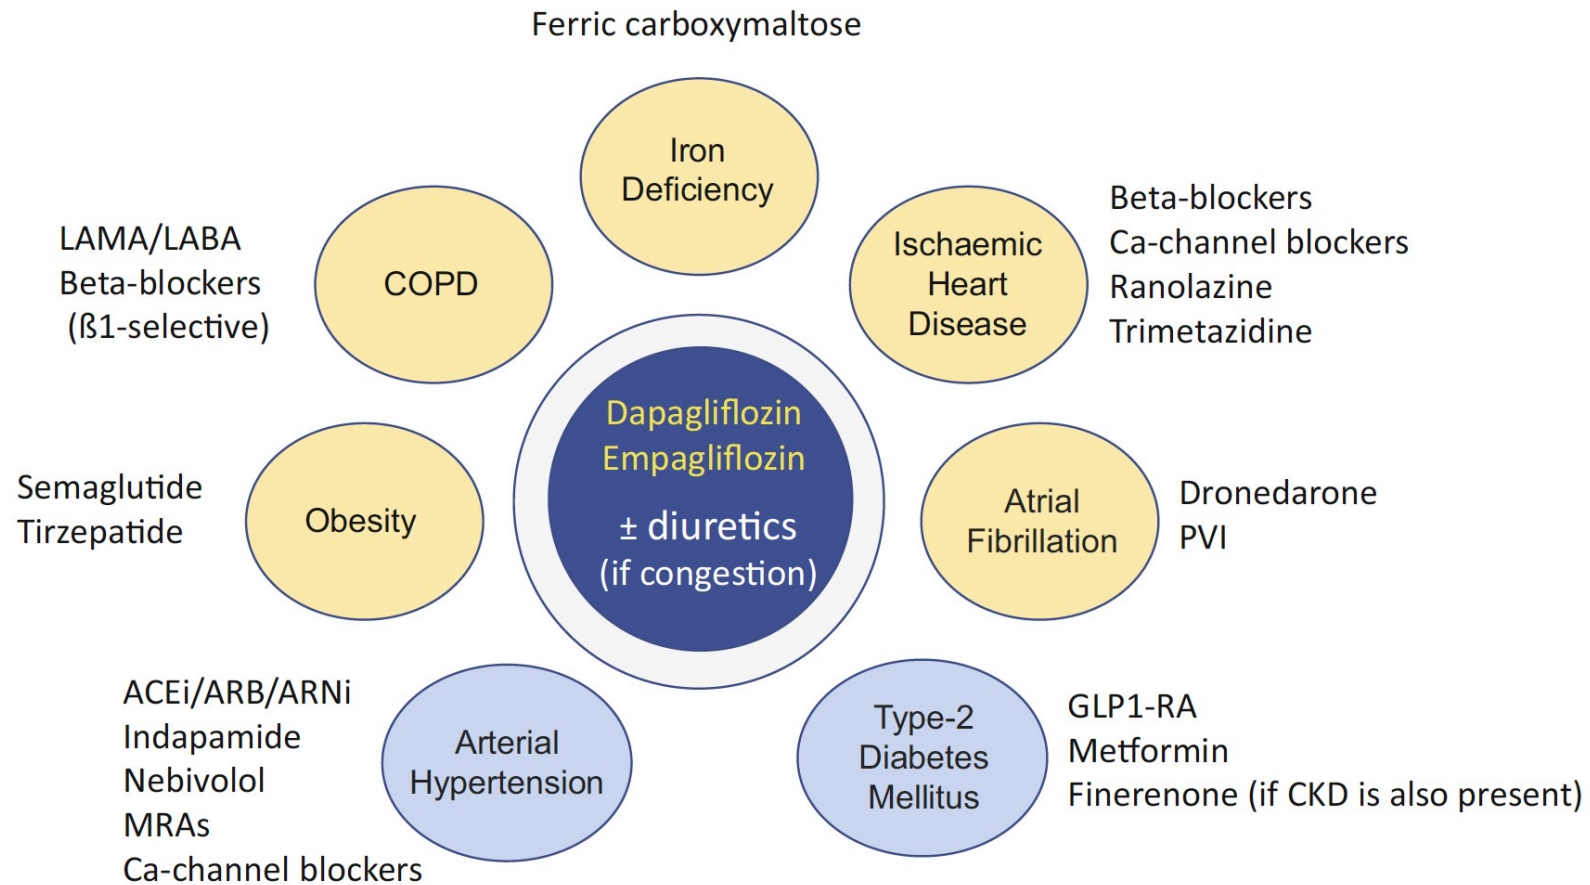 Ferric carboxymaltose
Iron
Deficiency
LAMA/LABA
Beta-blockers
(ß1-selective)
COPD
Ischaemic
Heart
Disease
Beta-blockers
Ca-channel blockers
Ranolazine
Trimetazidine
Semaglutide
Tirzepatide
Obesity
Dapagliflozin
Empagliflozin
± diuretics
(if congestion)
Atrial
Fibrillation
Dronedarone
PVI
ACEi/ARB/ARNi
Indapamide
Nebivolol
MRAs
Ca-channel blockers
Arterial
Hypertension
Type-2
Diabetes
Mellitus
GLP1-RA
Metformin
Finerenone (if CKD is also present)